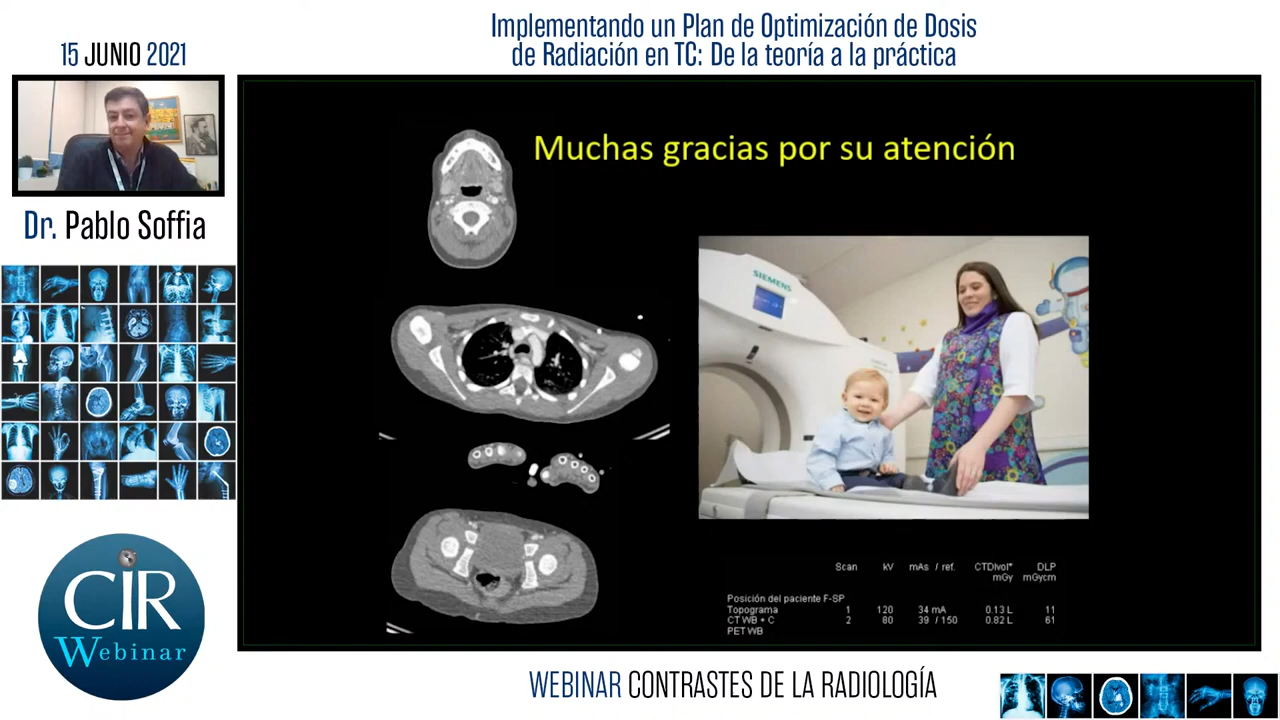 Implementando un Plan de Optimización de Dosis
de Radiación en TC: De la teoría a la práctica
15 JUNIO 2021
Dr. Pablo Soffia
Muchas gracias por su atención
SIEMENS
Scan kV mAs / ref. CTDIvol* DLP
mGy mGycm
Posición del paciente F-SP
Topograma 1 120 34 mA 0.13 L 11
CT WB + C 2 80 39 / 150 0.82 L 61
PET WB
CIR
Webinar
WEBINAR CONTRASTES DE LA RADIOLOGÍA